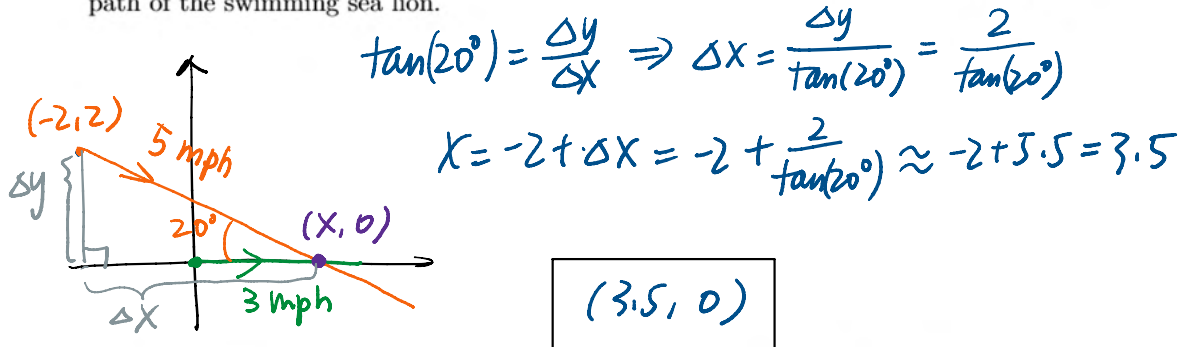 path of the swimming sea lion.
tan(20°) = Δy/Δx ⇒ Δx = Δy/tan(20°) = 2/tan(20°)
x = -2 + Δx = -2 + 2/tan(20°) ≈ -2 + 5.5 = 3.5
(-2, 2)
5 mph
Δy
20°
(x, 0)
3 mph
Δx
(3.5, 0)